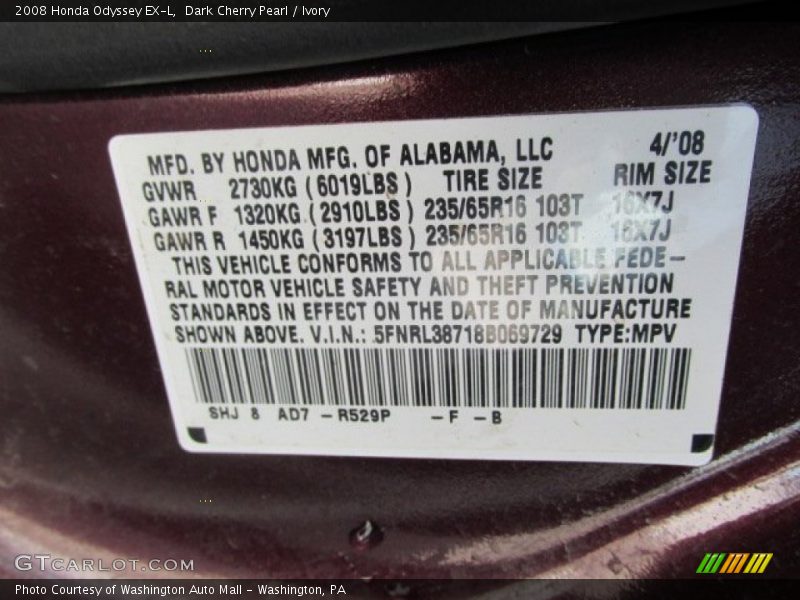 2008 Honda Odyssey EX-L, Dark Cherry Pearl / Ivory
MFD. BY HONDA MFG. OF ALABAMA, LLC 4/'08
GVWR 2730KG (6019LBS) TIRE SIZE RIM SIZE
GAWR F 1320KG (2910LBS) 235/65R16 103T 16X7J
GAWR R 1450KG (3197LBS) 235/65R16 103T 16X7J
THIS VEHICLE CONFORMS TO ALL APPLICABLE FEDE-
RAL MOTOR VEHICLE SAFETY AND THEFT PREVENTION
STANDARDS IN EFFECT ON THE DATE OF MANUFACTURE
SHOWN ABOVE. V.I.N.: 5FNRL38718B069729 TYPE:MPV
SHJ 8 AD7 -R529P -F -B
GTCARLOT.COM
Photo Courtesy of Washington Auto Mall - Washington, PA